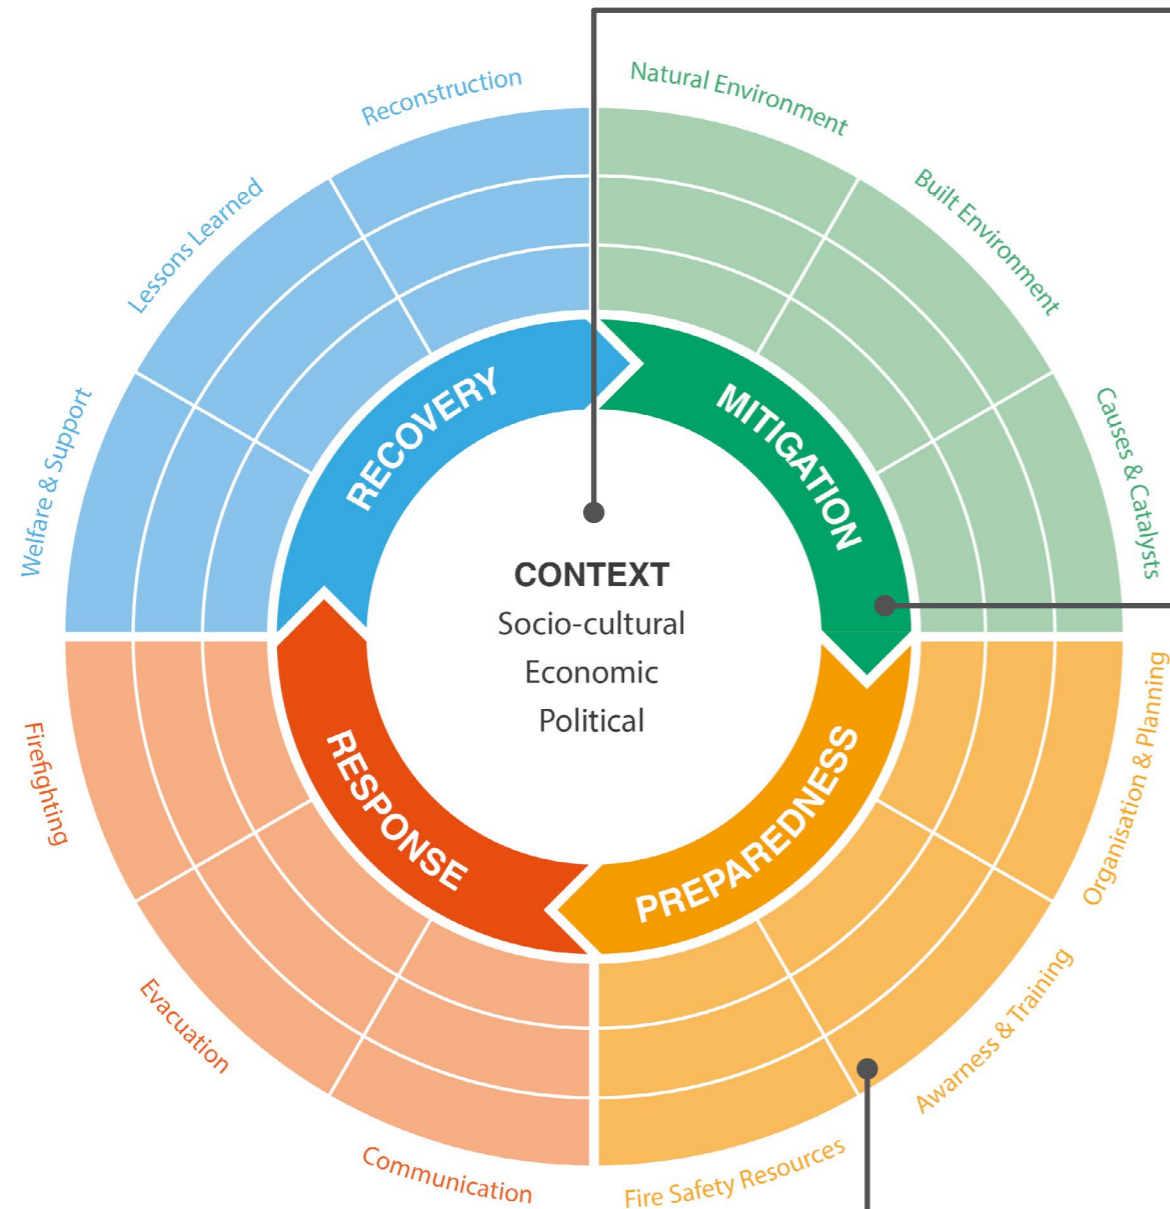 Natural Environment
Built Environment
Causes & Catalysts
Organisation & Planning
Awarness & Training
Fire Safety Resources
Communication
Evacuation
Firefighting
Welfare & Support
Lessons Learned
Reconstruction
MITIGATION
PREPAREDNESS
RESPONSE
RECOVERY
CONTEXT
Socio-cultural
Economic
Political